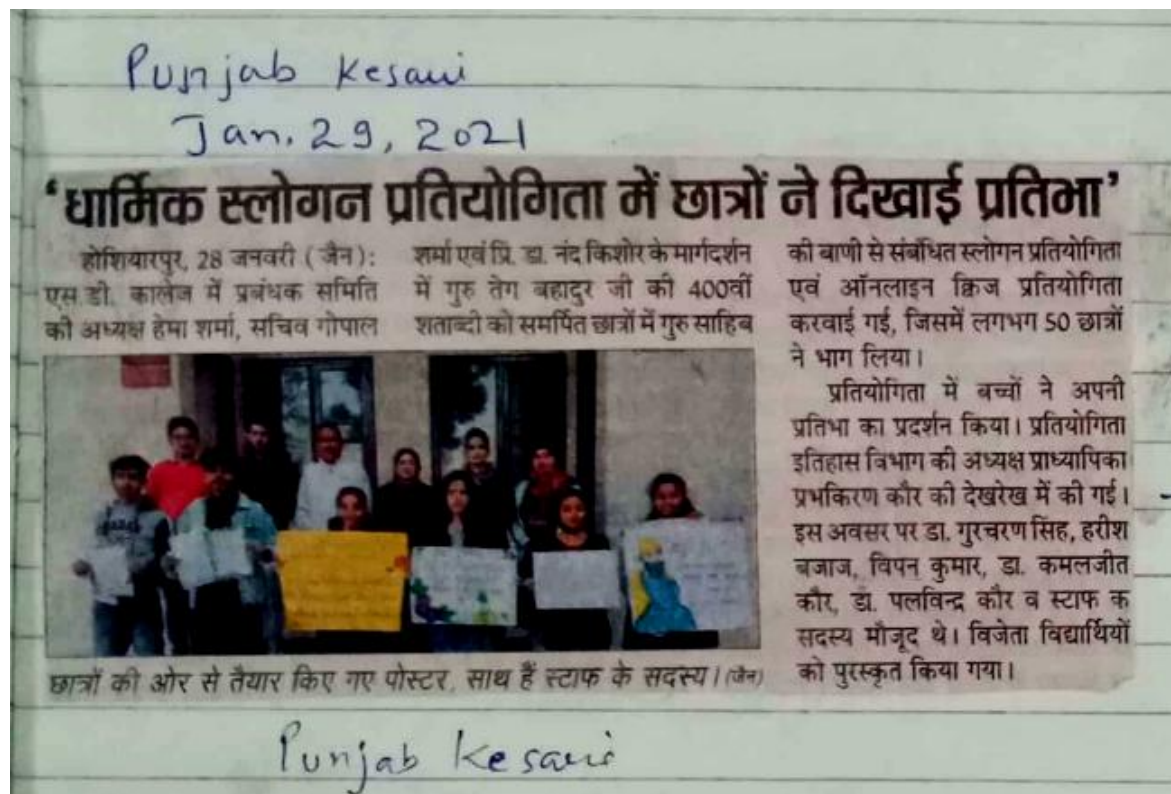 Punjab Kesari
Jan. 29, 2021
‘धार्मिक स्लोगन प्रतियोगिता में छात्रों ने दिखाई प्रतिभा’
होशियारपुर, 28 जनवरी (जैन):
एस.डी. कालेज में प्रबंधक समिति
की अध्यक्ष हेमा शर्मा, सचिव गोपाल
शर्मा एवं प्रि. डा. नंद किशोर के मार्गदर्शन
में गुरु तेग बहादुर जी की 400वीं
शताब्दी को समर्पित छात्रों में गुरु साहिब
की बाणी से संबंधित स्लोगन प्रतियोगिता
एवं ऑनलाइन क्विज प्रतियोगिता
करवाई गई, जिसमें लगभग 50 छात्रों
ने भाग लिया।
प्रतियोगिता में बच्चों ने अपनी
प्रतिभा का प्रदर्शन किया। प्रतियोगिता
इतिहास विभाग की अध्यक्ष प्राध्यापिका
प्रभकिरण कौर की देखरेख में की गई।
इस अवसर पर डा. गुरचरण सिंह, हरीश
बजाज, विपन कुमार, डा. कमलजीत
कौर, डा. पलविन्द्र कौर व स्टाफ क
सदस्य मौजूद थे। विजेता विद्यार्थियों
को पुरस्कृत किया गया।
छात्रों की ओर से तैयार किए गए पोस्टर, साथ हैं स्टाफ के सदस्य। (जैन)
Punjab Kesari